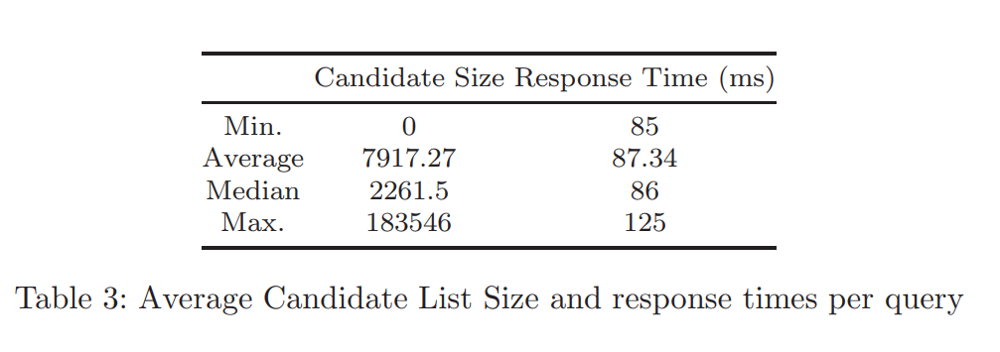 Candidate Size Response Time (ms)
Min. 0 85
Average 7917.27 87.34
Median 2261.5 86
Max. 183546 125
Table 3: Average Candidate List Size and response times per query